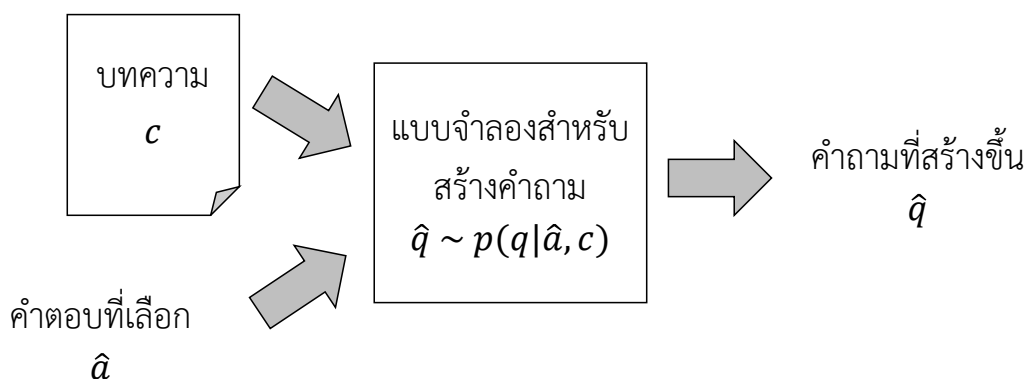 บทความ
c
คำตอบที่เลือก
â
แบบจำลองสำหรับ
สร้างคำถาม
q̂ ~ p(q|â, c)
คำถามที่สร้างขึ้น
q̂